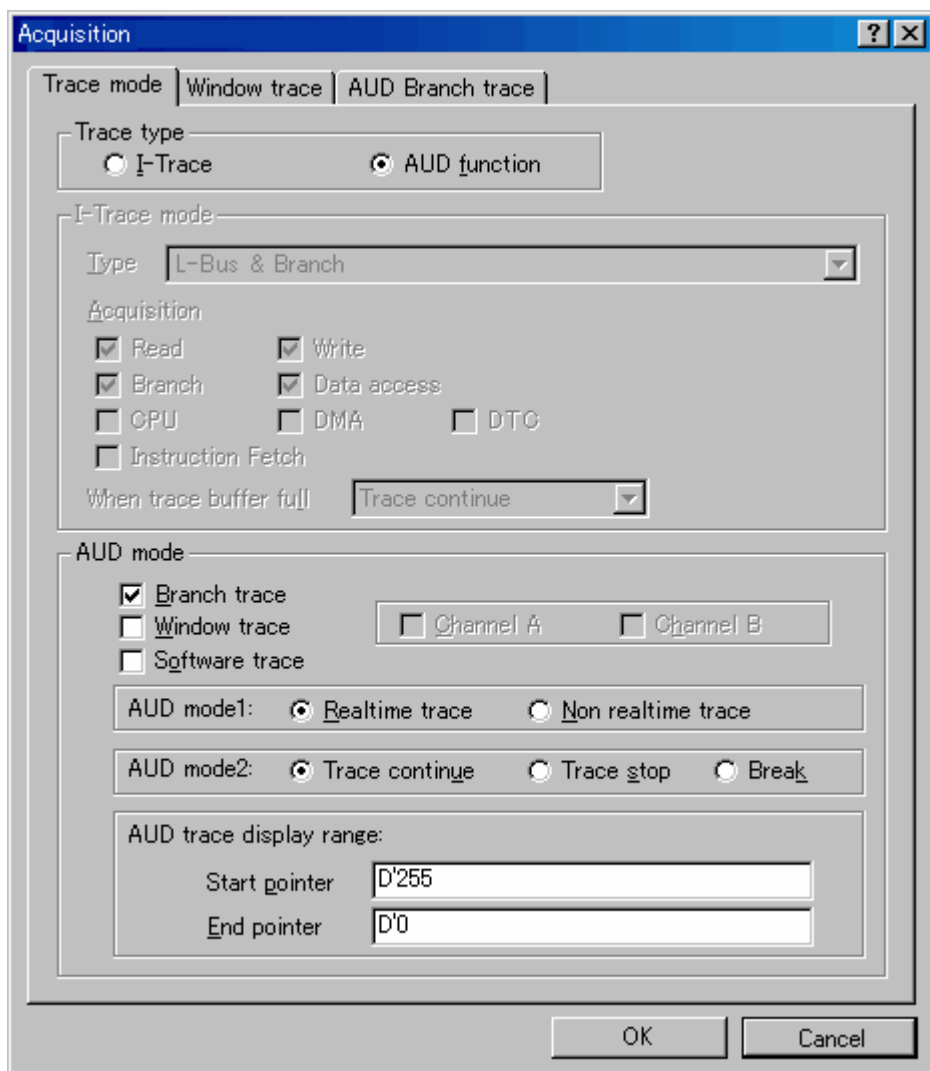 Acquisition
Trace mode Window trace AUD Branch trace
Trace type
I-Trace AUD function
I-Trace mode
Type L-Bus & Branch
Acquisition
Read Write
Branch Data access
CPU DMA DTC
Instruction Fetch
When trace buffer full Trace continue
AUD mode
Branch trace
Window trace Channel A Channel B
Software trace
AUD mode1: Realtime trace Non realtime trace
AUD mode2: Trace continue Trace stop Break
AUD trace display range:
Start pointer D'255
End pointer D'0
OK Cancel